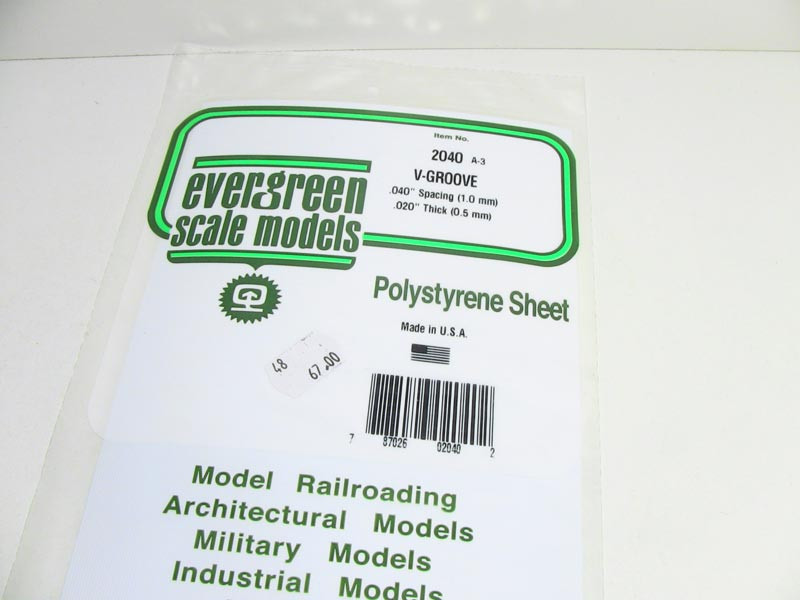 Item No.
2040 A-3
V-GROOVE
.040" Spacing (1.0 mm)
.020" Thick (0.5 mm)
evergreen
scale models
Polystyrene Sheet
Made in U.S.A.
48
67.00
7 87026 02040 2
Model Railroading
Architectural Models
Military Models
Industrial Models